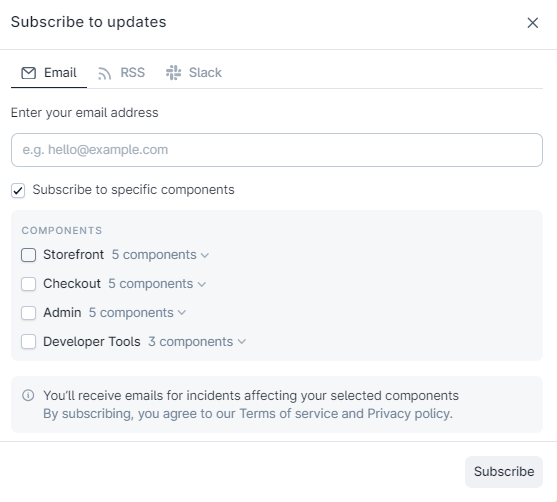 Subscribe to updates
Email RSS Slack
Enter your email address
e.g. hello@example.com
Subscribe to specific components
COMPONENTS
Storefront 5 components
Checkout 5 components
Admin 5 components
Developer Tools 3 components
You'll receive emails for incidents affecting your selected components
By subscribing, you agree to our Terms of service and Privacy policy.
Subscribe